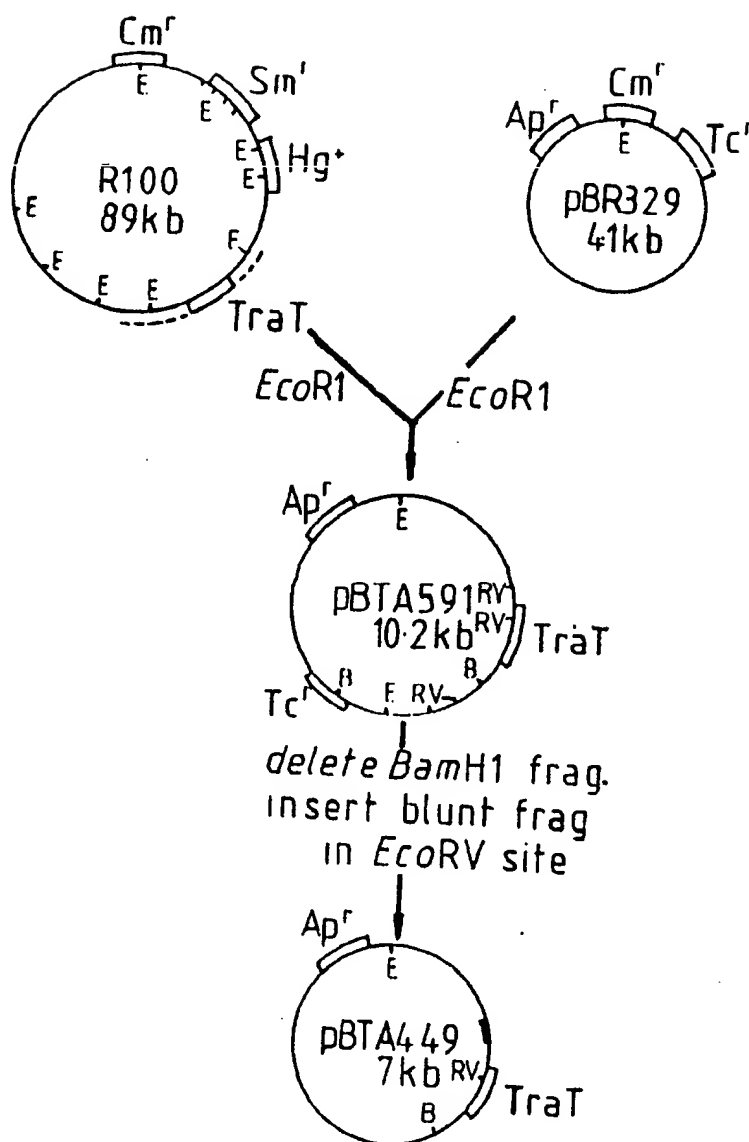 Cmʳ
E
E
Smʳ
E
E
Hg⁺
R100
89kb
E
E
E
E
F
TraT
Apʳ
Cmʳ
E
Tcʳ
pBR329
41kb
EcoR1
EcoR1
Apʳ
E
pBTA591
10·2kb
RV
RV
TraT
B
B
Tcʳ
E
RV
delete BamH1 frag.
insert blunt frag
in EcoRV site
Apʳ
E
pBTA449
7kb
RV
TraT
B